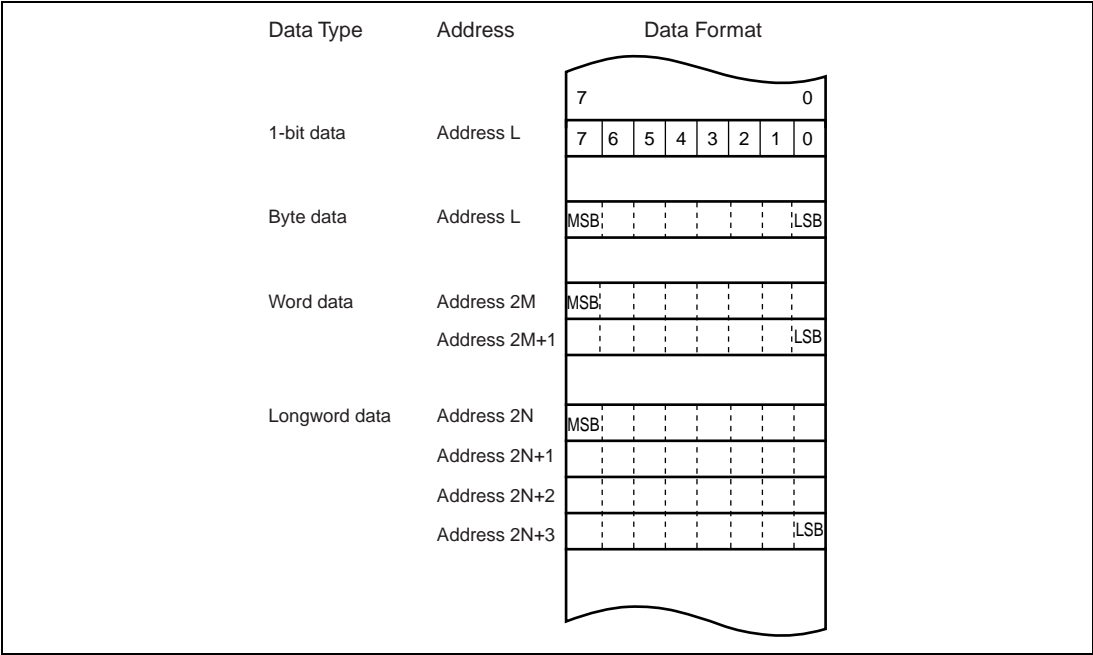 Data Type Address Data Format
7 0
1-bit data Address L 7 6 5 4 3 2 1 0
Byte data Address L MSB LSB
Word data Address 2M MSB
Address 2M+1 LSB
Longword data Address 2N MSB
Address 2N+1
Address 2N+2
Address 2N+3 LSB